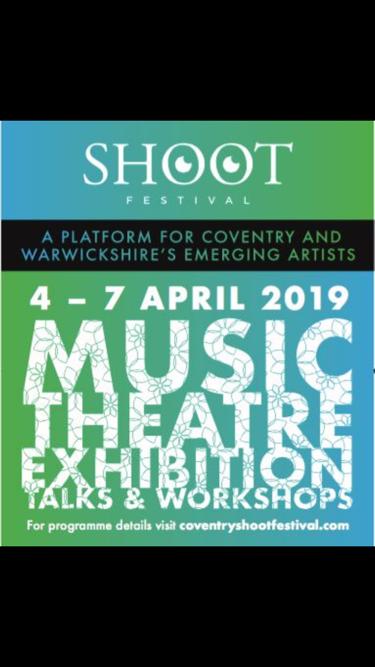 SHOOT
FESTIVAL
A PLATFORM FOR COVENTRY AND
WARWICKSHIRE'S EMERGING ARTISTS
4 – 7 APRIL 2019
MUSIC
THEATRE
EXHIBITION
TALKS & WORKSHOPS
For programme details visit coventryshootfestival.com